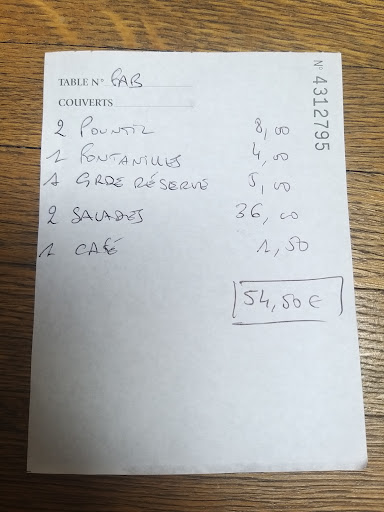 N° 4312795
TABLE N° FAB
COUVERTS
2 POUNTIZ 8,00
1 FONTANILLES 4,00
1 GRDE RÉSERVE 5,00
2 SALADES 36,00
1 CAFÉ 1,50
54,50 €